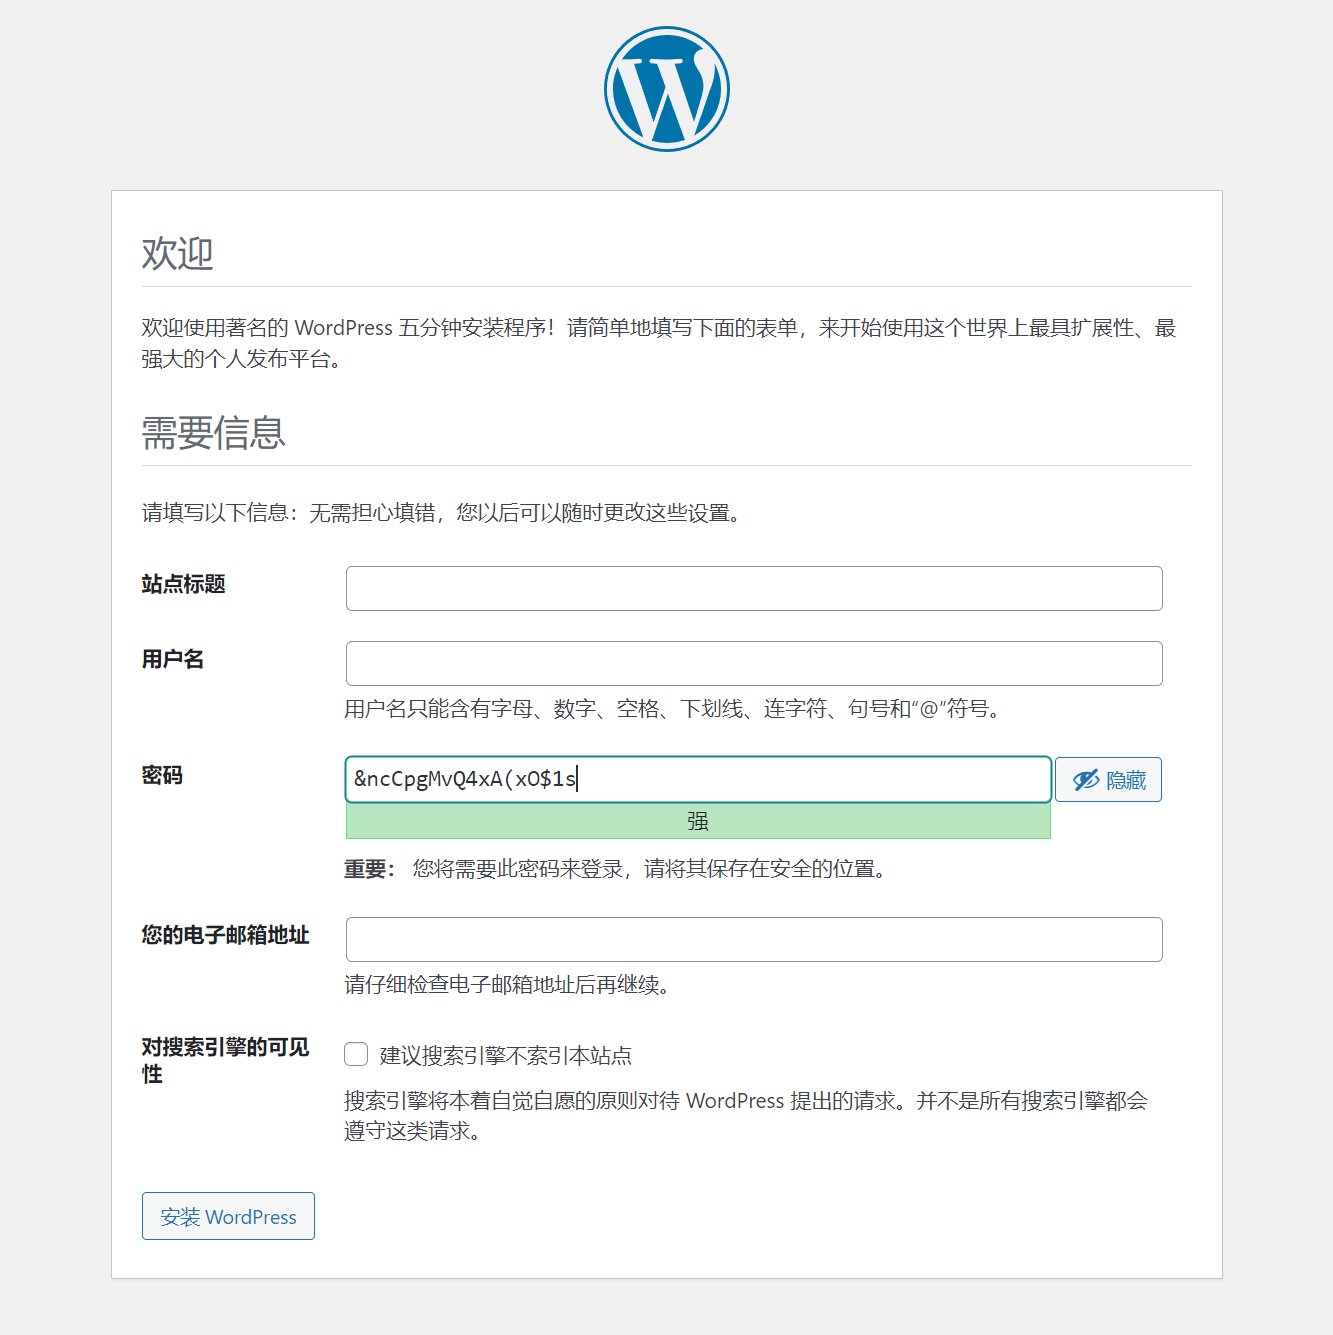 欢迎
欢迎使用著名的 WordPress 五分钟安装程序！请简单地填写下面的表单，来开始使用这个世界上最具扩展性、最
强大的个人发布平台。
需要信息
请填写以下信息：无需担心填错，您以后可以随时更改这些设置。
站点标题
用户名
用户名只能含有字母、数字、空格、下划线、连字符、句号和“@”符号。
密码
&ncCpgMvQ4xA(xO$1s
隐藏
强
重要： 您将需要此密码来登录，请将其保存在安全的位置。
您的电子邮箱地址
请仔细检查电子邮箱地址后再继续。
对搜索引擎的可见
性
建议搜索引擎不索引本站点
搜索引擎将本着自觉自愿的原则对待 WordPress 提出的请求。并不是所有搜索引擎都会
遵守这类请求。
安装 WordPress